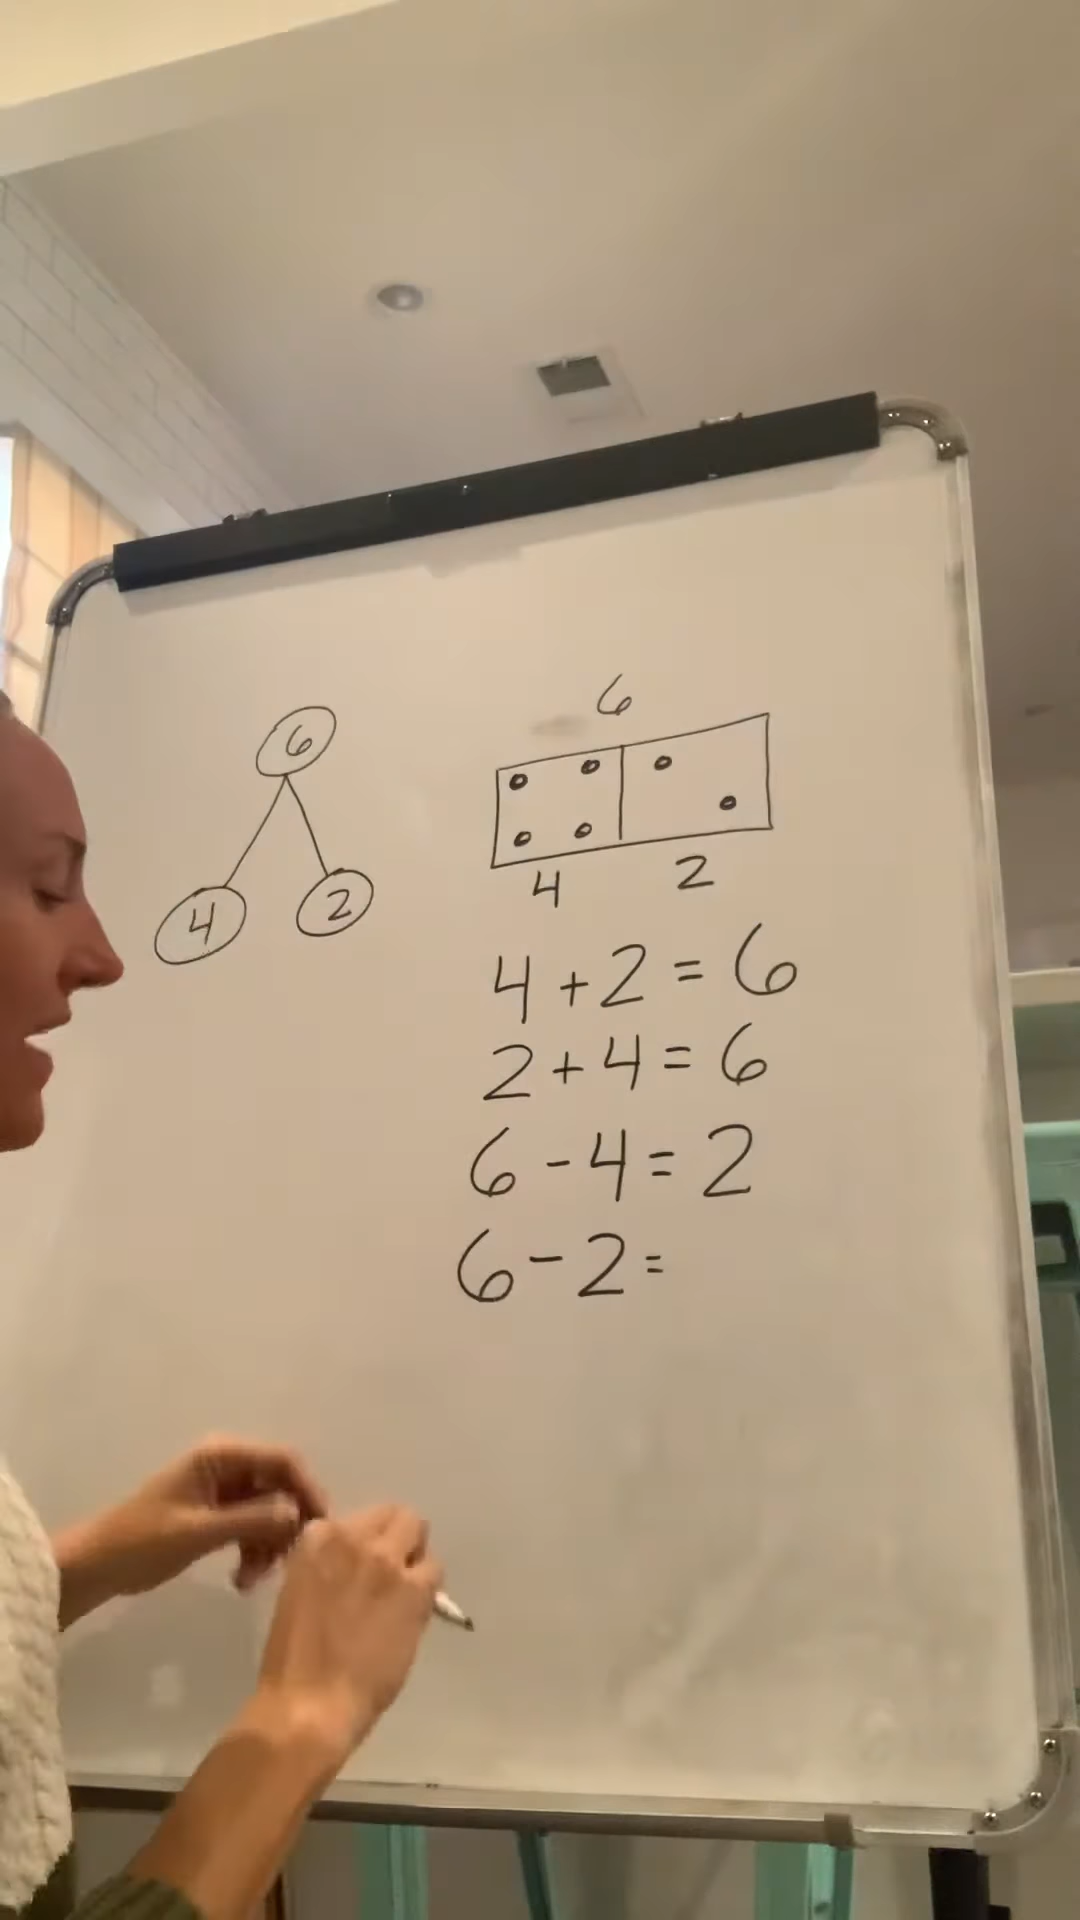 6
4 2
6
4 2
4 + 2 = 6
2 + 4 = 6
6 - 4 = 2
6 - 2 =